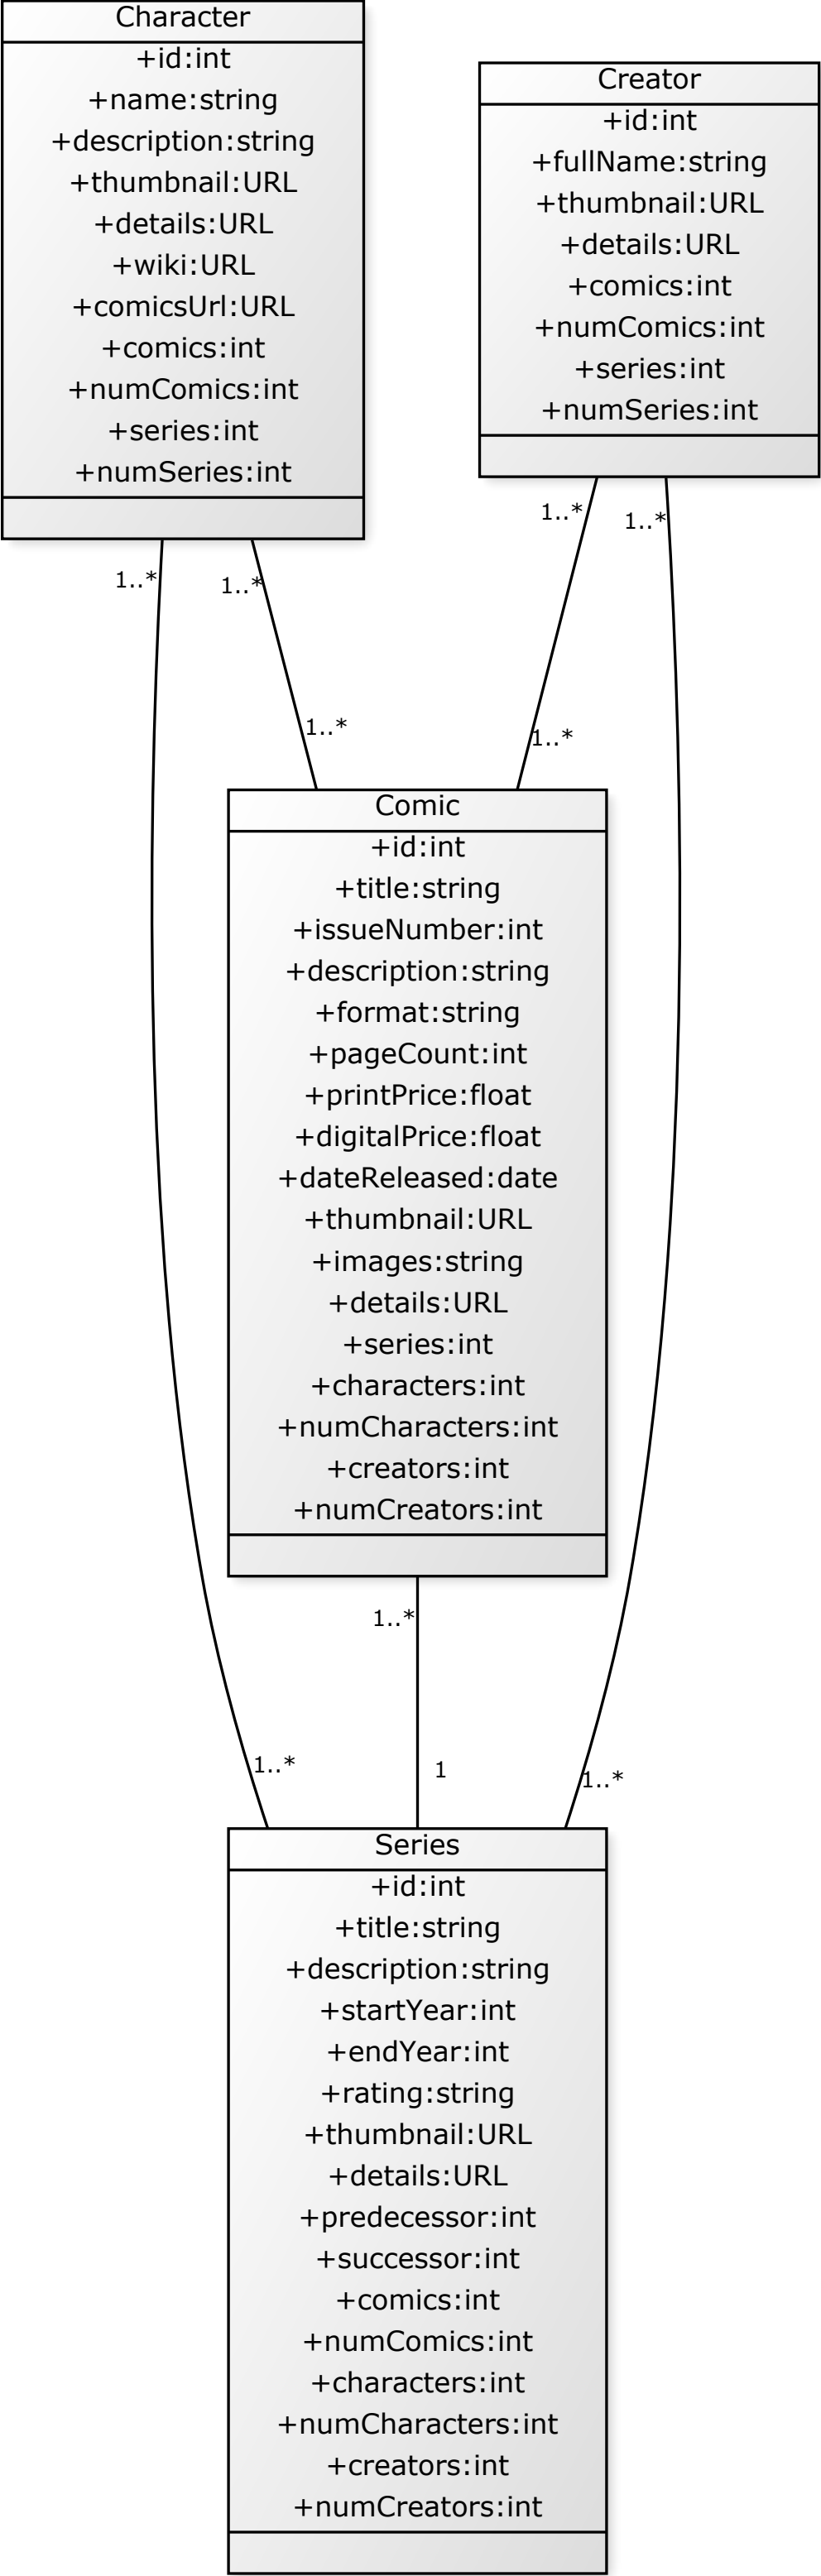 Character
+id:int
+name:string
+description:string
+thumbnail:URL
+details:URL
+wiki:URL
+comicsUrl:URL
+comics:int
+numComics:int
+series:int
+numSeries:int
Creator
+id:int
+fullName:string
+thumbnail:URL
+details:URL
+comics:int
+numComics:int
+series:int
+numSeries:int
1..*
1..*
1..*
1..*
1..*
1..*
Comic
+id:int
+title:string
+issueNumber:int
+description:string
+format:string
+pageCount:int
+printPrice:float
+digitalPrice:float
+dateReleased:date
+thumbnail:URL
+images:string
+details:URL
+series:int
+characters:int
+numCharacters:int
+creators:int
+numCreators:int
1..*
1..*
1
1..*
Series
+id:int
+title:string
+description:string
+startYear:int
+endYear:int
+rating:string
+thumbnail:URL
+details:URL
+predecessor:int
+successor:int
+comics:int
+numComics:int
+characters:int
+numCharacters:int
+creators:int
+numCreators:int